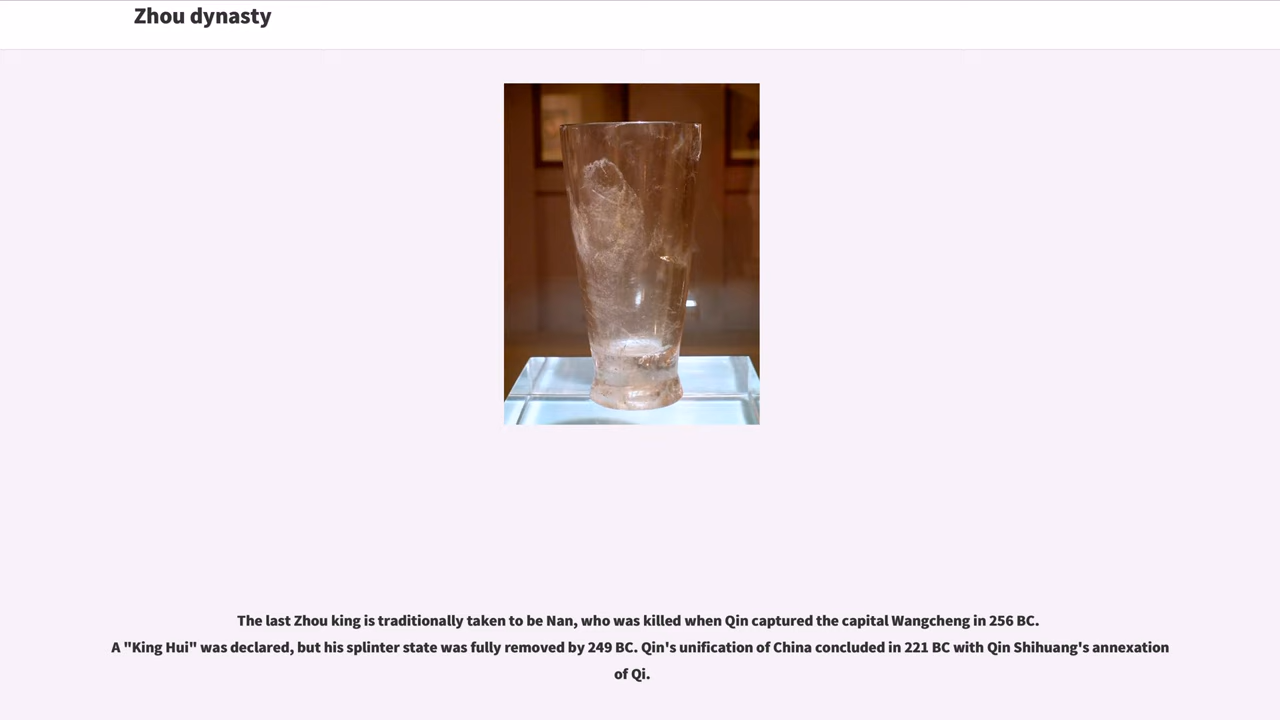 Zhou dynasty
The last Zhou king is traditionally taken to be Nan, who was killed when Qin captured the capital Wangcheng in 256 BC.
A "King Hui" was declared, but his splinter state was fully removed by 249 BC. Qin's unification of China concluded in 221 BC with Qin Shihuang's annexation
of Qi.